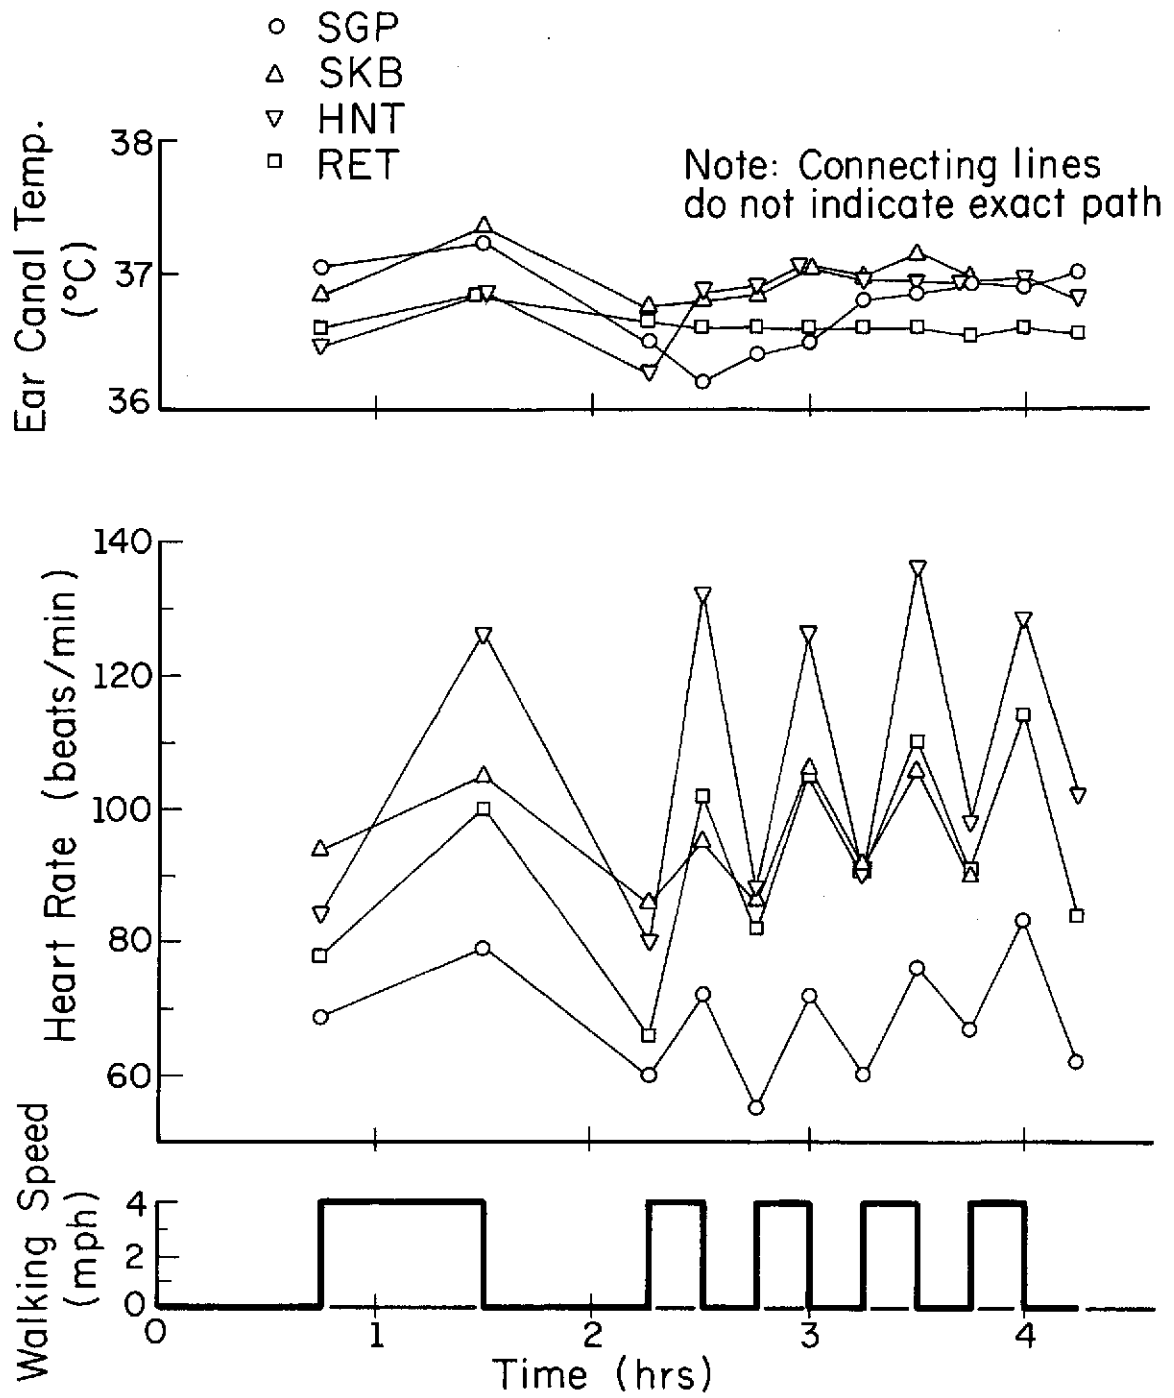 SGP
SKB
HNT
RET
Note: Connecting lines
do not indicate exact path
Ear Canal Temp.
(°C)
38
37
36
Heart Rate (beats/min)
140
120
100
80
60
Walking Speed
(mph)
4
2
0
0 1 2 3 4
Time (hrs)